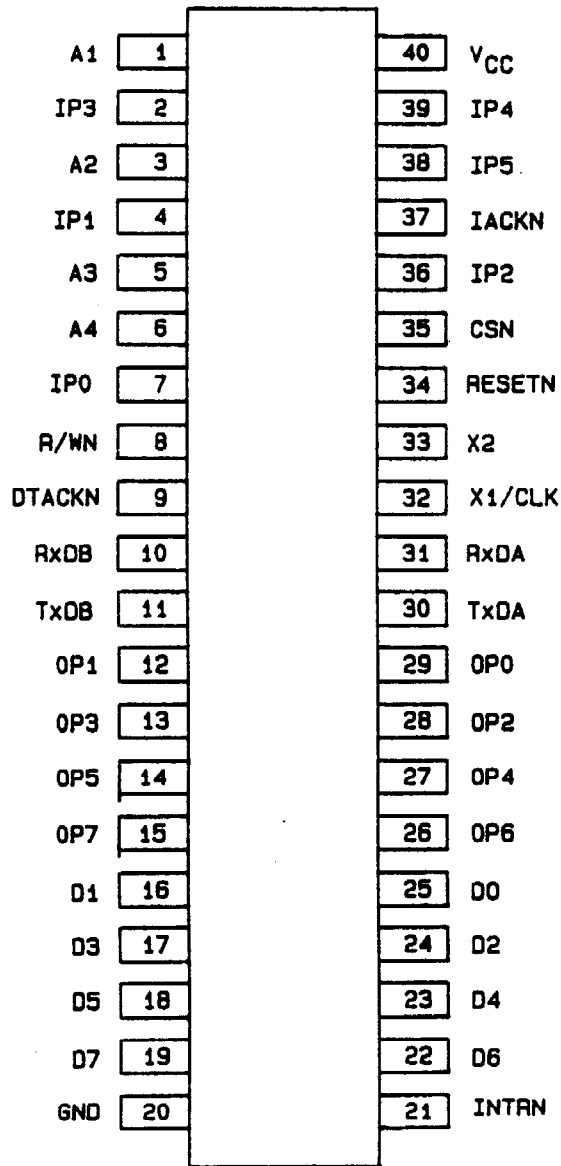 A1 1 40 VCC
IP3 2 39 IP4
A2 3 38 IP5
IP1 4 37 IACKN
A3 5 36 IP2
A4 6 35 CSN
IP0 7 34 RESETN
R/WN 8 33 X2
DTACKN 9 32 X1/CLK
RxDB 10 31 RxDA
TxDB 11 30 TxDA
OP1 12 29 OP0
OP3 13 28 OP2
OP5 14 27 OP4
OP7 15 26 OP6
D1 16 25 D0
D3 17 24 D2
D5 18 23 D4
D7 19 22 D6
GND 20 21 INTRN